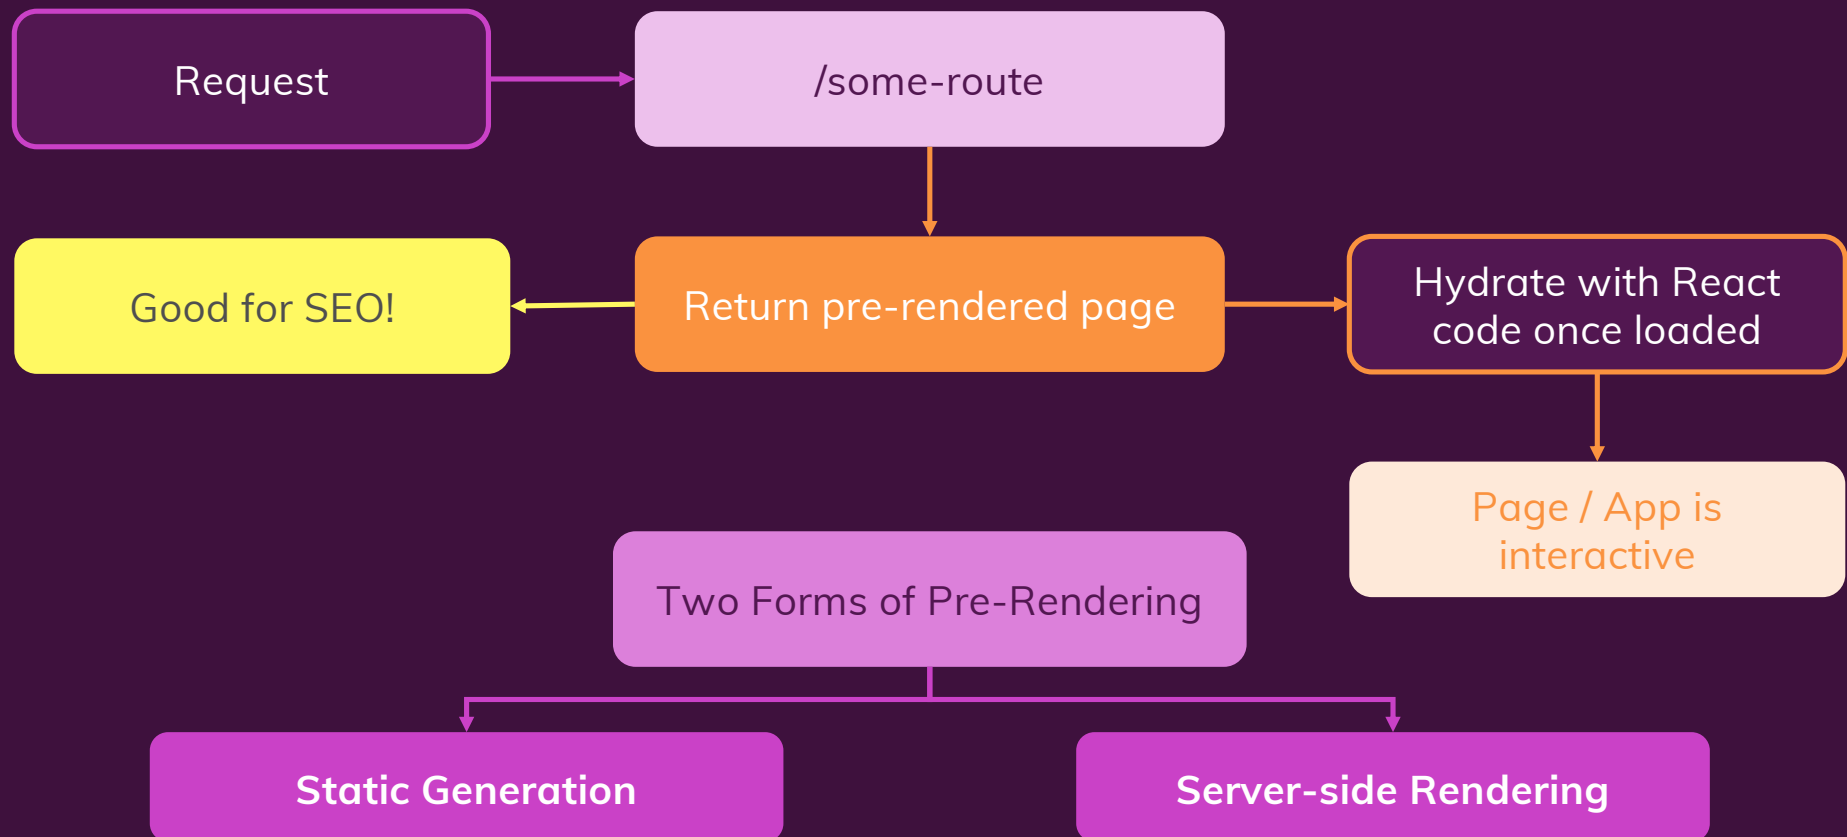 Request
/some-route
Good for SEO!
Return pre-rendered page
Hydrate with React
code once loaded
Page / App is
interactive
Two Forms of Pre-Rendering
Static Generation
Server-side Rendering